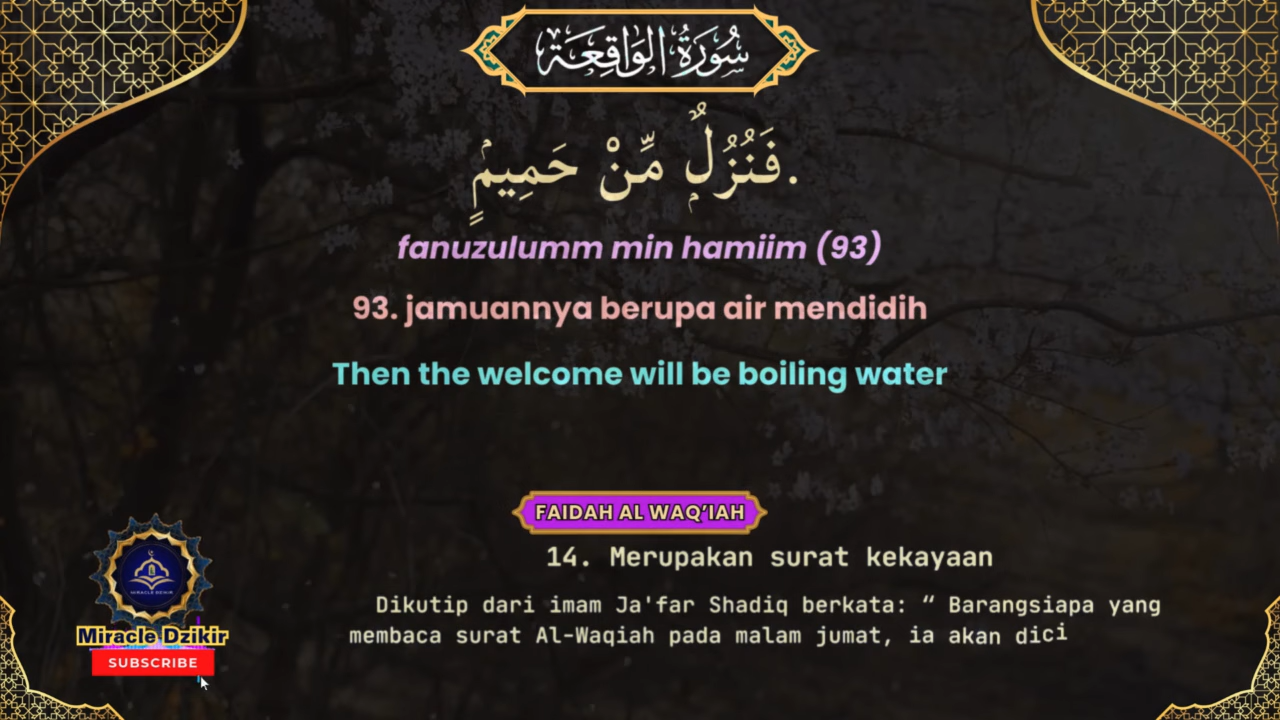 سُورَةُ الوَاقِعَة
فَنُزُلٌۭ مِّنْ حَمِيمٍۢ.
fanuzulumm min hamiim (93)
93. jamuannya berupa air mendidih
Then the welcome will be boiling water
FAIDAH AL WAQ'IAH
14. Merupakan surat kekayaan
Dikutip dari imam Ja'far Shadiq berkata: “ Barangsiapa yang
membaca surat Al-Waqiah pada malam jumat, ia akan dici
MIRACLE DZIKIR
Miracle Dzikir
SUBSCRIBE